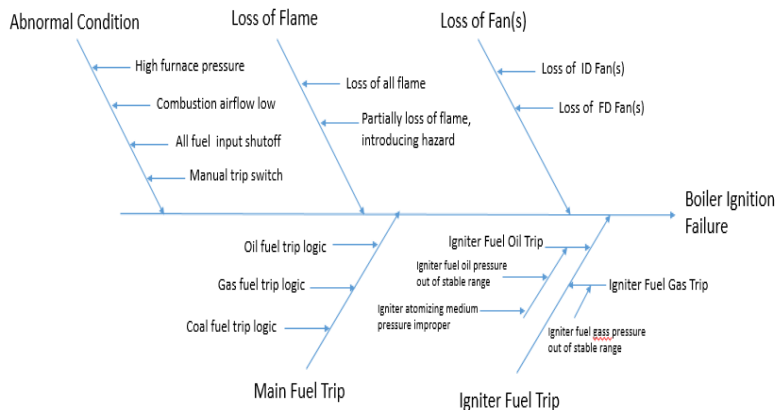 Abnormal Condition
Loss of Flame
Loss of Fan(s)
High furnace pressure
Combustion airflow low
All fuel input shutoff
Manual trip switch
Loss of all flame
Partially loss of flame,
introducing hazard
Loss of ID Fan(s)
Loss of FD Fan(s)
Boiler Ignition
Failure
Oil fuel trip logic
Gas fuel trip logic
Coal fuel trip logic
Main Fuel Trip
Igniter Fuel Oil Trip
Igniter fuel oil pressure
out of stable range
Igniter atomizing medium
pressure improper
Igniter Fuel Gas Trip
Igniter fuel gass pressure
out of stable range
Igniter Fuel Trip